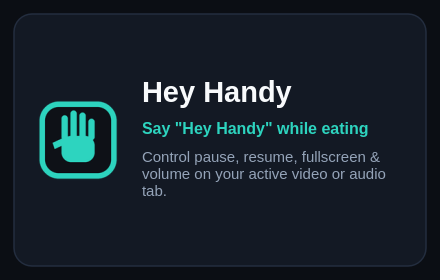 Hey Handy
Say "Hey Handy" while eating
Control pause, resume, fullscreen &
volume on your active video or audio
tab.